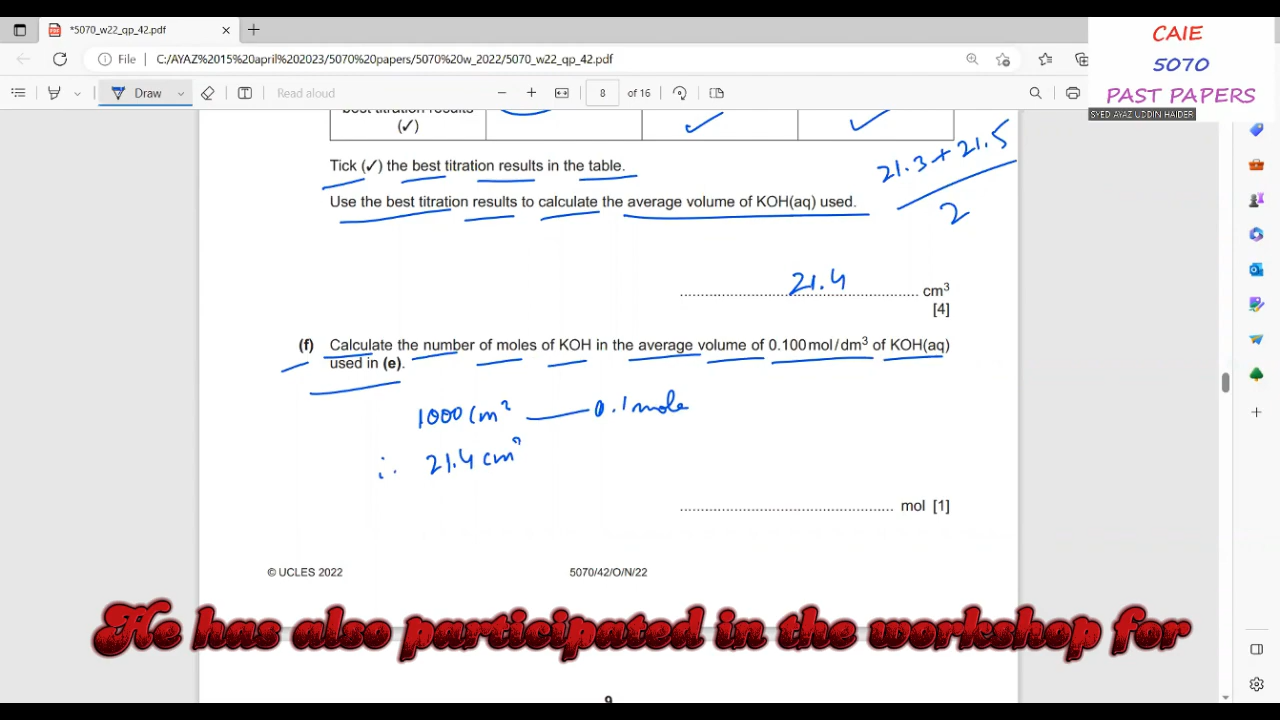 *5070_w22_qp_42.pdf
File C:/AYAZ%2015%20april%202023/5070%20papers/5070%20w_2022/5070_w22_qp_42.pdf
CAIE
5070
PAST PAPERS
SYED AYAZ UDDIN HAIDER
Draw Read aloud 8 of 16
best titration results
(✓) ✓ ✓
Tick (✓) the best titration results in the table.
21.3 + 21.5
2
Use the best titration results to calculate the average volume of KOH(aq) used.
21.4
cm³
[4]
(f) Calculate the number of moles of KOH in the average volume of 0.100 mol/dm³ of KOH(aq)
used in (e).
1000 cm³ — 0.1 mole
∴ 21.4 cm³
mol [1]
© UCLES 2022 5070/42/O/N/22
He has also participated in the workshop for
9